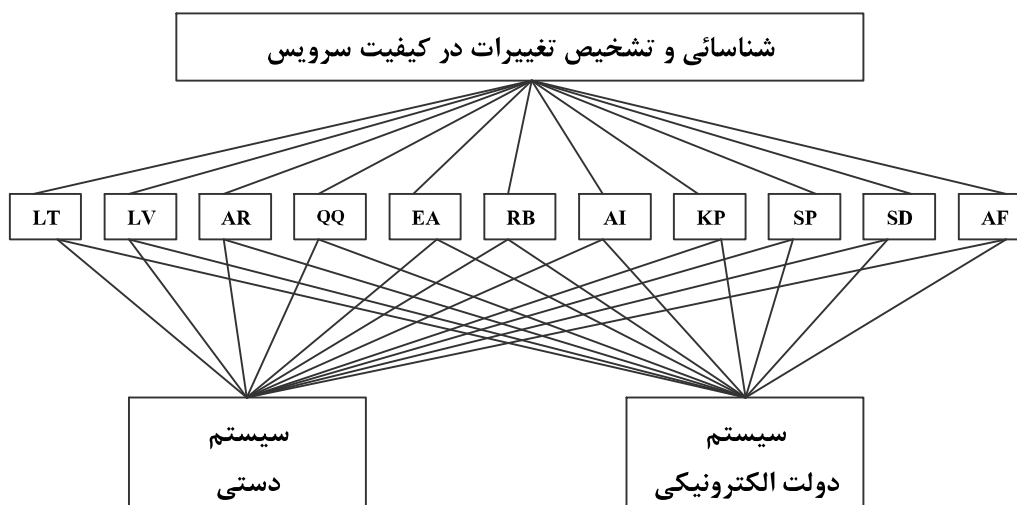 شناسائی و تشخیص تغییرات در کیفیت سرویس
LT LV AR QQ EA RB AI KP SP SD AF
سیستم
دستی
سیستم
دولت الکترونیکی